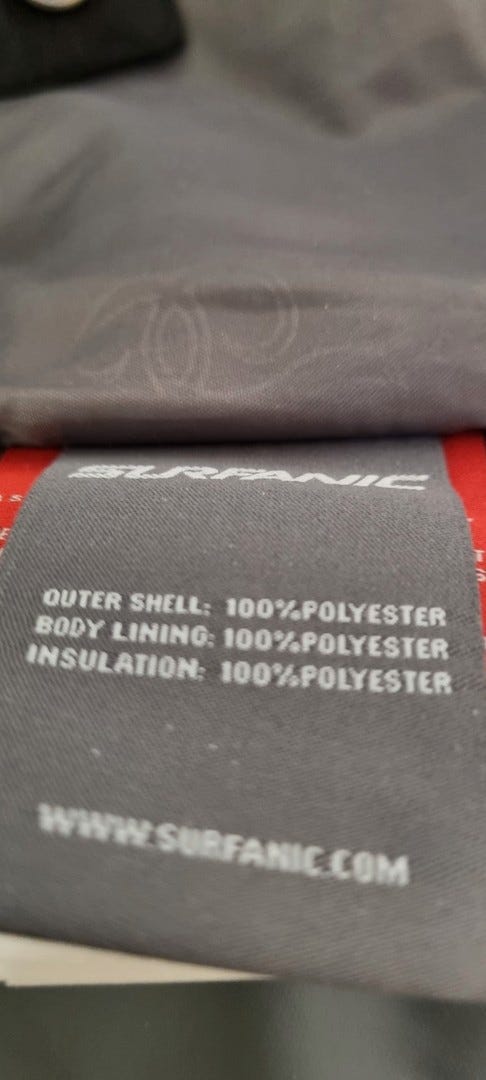 SURFANIC
OUTER SHELL: 100%POLYESTER
BODY LINING: 100%POLYESTER
INSULATION: 100%POLYESTER
WWW.SURFANIC.COM